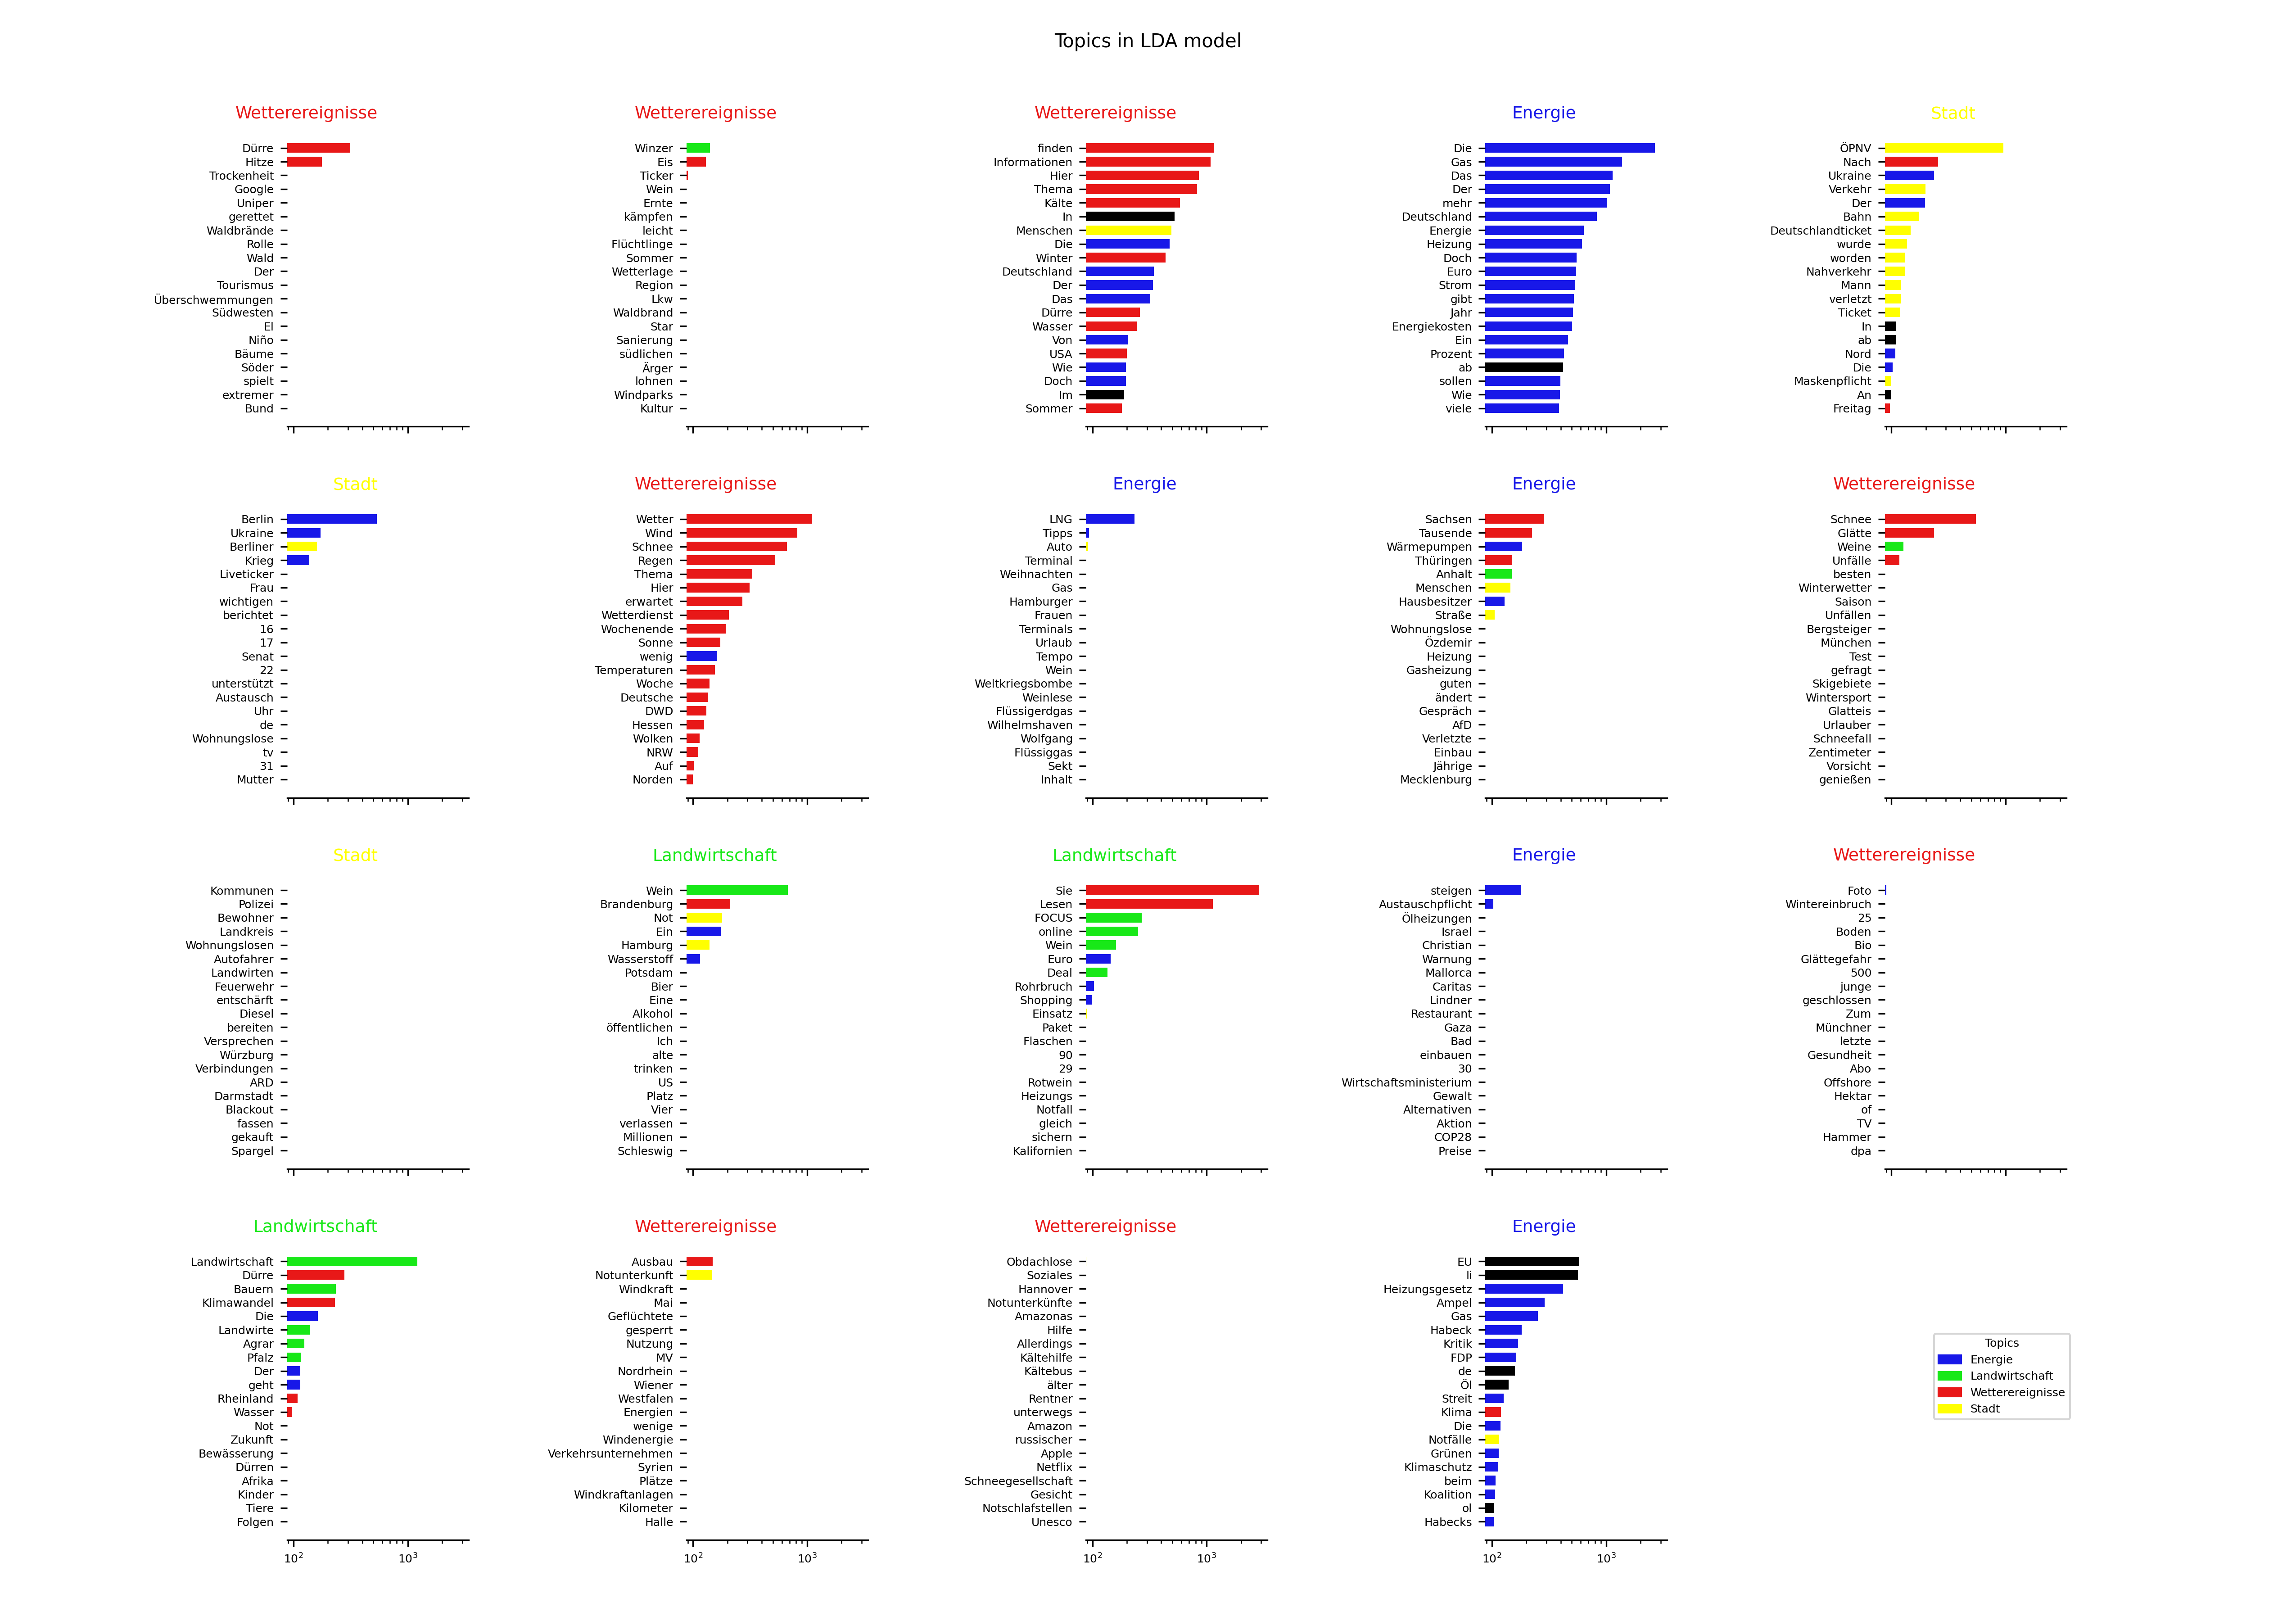 Topics in LDA model
Wetterereignisse
Dürre
Hitze
Trockenheit
Google
Uniper
gerettet
Waldbrände
Rolle
Wald
Der
Tourismus
Überschwemmungen
Südwesten
El
Niño
Bäume
Söder
spielt
extremer
Bund
Wetterereignisse
Winzer
Eis
Ticker
Wein
Ernte
kämpfen
leicht
Flüchtlinge
Sommer
Wetterlage
Region
Lkw
Waldbrand
Star
Sanierung
südlichen
Ärger
lohnen
Windparks
Kultur
Wetterereignisse
finden
Informationen
Hier
Thema
Kälte
In
Menschen
Die
Winter
Deutschland
Der
Das
Dürre
Wasser
Von
USA
Wie
Doch
Im
Sommer
Energie
Die
Gas
Das
Der
mehr
Deutschland
Energie
Heizung
Doch
Euro
Strom
gibt
Jahr
Energiekosten
Ein
Prozent
ab
sollen
Wie
viele
Stadt
ÖPNV
Nach
Ukraine
Verkehr
Der
Bahn
Deutschlandticket
wurde
worden
Nahverkehr
Mann
verletzt
Ticket
In
ab
Nord
Die
Maskenpflicht
An
Freitag
Stadt
Berlin
Ukraine
Berliner
Krieg
Liveticker
Frau
wichtigen
berichtet
16
17
Senat
22
unterstützt
Austausch
Uhr
de
Wohnungslose
tv
31
Mutter
Wetterereignisse
Wetter
Wind
Schnee
Regen
Thema
Hier
erwartet
Wetterdienst
Wochenende
Sonne
wenig
Temperaturen
Woche
Deutsche
DWD
Hessen
Wolken
NRW
Auf
Norden
Energie
LNG
Tipps
Auto
Terminal
Weihnachten
Gas
Hamburger
Frauen
Terminals
Urlaub
Tempo
Wein
Weltkriegsbombe
Weinlese
Flüssigerdgas
Wilhelmshaven
Wolfgang
Flüssiggas
Sekt
Inhalt
Energie
Sachsen
Tausende
Wärmepumpen
Thüringen
Anhalt
Menschen
Hausbesitzer
Straße
Wohnungslose
Özdemir
Heizung
Gasheizung
guten
ändert
Gespräch
AfD
Verletzte
Einbau
Jährige
Mecklenburg
Wetterereignisse
Schnee
Glätte
Weine
Unfälle
besten
Winterwetter
Saison
Unfällen
Bergsteiger
München
Test
gefragt
Skigebiete
Wintersport
Glatteis
Urlauber
Schneefall
Zentimeter
Vorsicht
genießen
Stadt
Kommunen
Polizei
Bewohner
Landkreis
Wohnungslosen
Autofahrer
Landwirten
Feuerwehr
entschärft
Diesel
bereiten
Versprechen
Würzburg
Verbindungen
ARD
Darmstadt
Blackout
fassen
gekauft
Spargel
Landwirtschaft
Wein
Brandenburg
Not
Ein
Hamburg
Wasserstoff
Potsdam
Bier
Eine
Alkohol
öffentlichen
Ich
alte
trinken
US
Platz
Vier
verlassen
Millionen
Schleswig
Landwirtschaft
Sie
Lesen
FOCUS
online
Wein
Euro
Deal
Rohrbruch
Shopping
Einsatz
Paket
Flaschen
90
29
Rotwein
Heizungs
Notfall
gleich
sichern
Kalifornien
Energie
steigen
Austauschpflicht
Ölheizungen
Israel
Christian
Warnung
Mallorca
Caritas
Lindner
Restaurant
Gaza
Bad
einbauen
30
Wirtschaftsministerium
Gewalt
Alternativen
Aktion
COP28
Preise
Wetterereignisse
Foto
Wintereinbruch
25
Boden
Bio
Glättegefahr
500
junge
geschlossen
Zum
Münchner
letzte
Gesundheit
Abo
Offshore
Hektar
of
TV
Hammer
dpa
Landwirtschaft
Landwirtschaft
Dürre
Bauern
Klimawandel
Die
Landwirte
Agrar
Pfalz
Der
geht
Rheinland
Wasser
Not
Zukunft
Bewässerung
Dürren
Afrika
Kinder
Tiere
Folgen
10²
10³
Wetterereignisse
Ausbau
Notunterkunft
Windkraft
Mai
Geflüchtete
gesperrt
Nutzung
MV
Nordrhein
Wiener
Westfalen
Energien
wenige
Windenergie
Verkehrsunternehmen
Syrien
Plätze
Windkraftanlagen
Kilometer
Halle
10²
10³
Wetterereignisse
Obdachlose
Soziales
Hannover
Notunterkünfte
Amazonas
Hilfe
Allerdings
Kältehilfe
Kältebus
älter
Rentner
unterwegs
Amazon
russischer
Apple
Netflix
Schneegesellschaft
Gesicht
Notschlafstellen
Unesco
10²
10³
Energie
EU
li
Heizungsgesetz
Ampel
Gas
Habeck
Kritik
FDP
de
Öl
Streit
Klima
Die
Notfälle
Grünen
Klimaschutz
beim
Koalition
ol
Habecks
10²
10³
Topics
Energie
Landwirtschaft
Wetterereignisse
Stadt